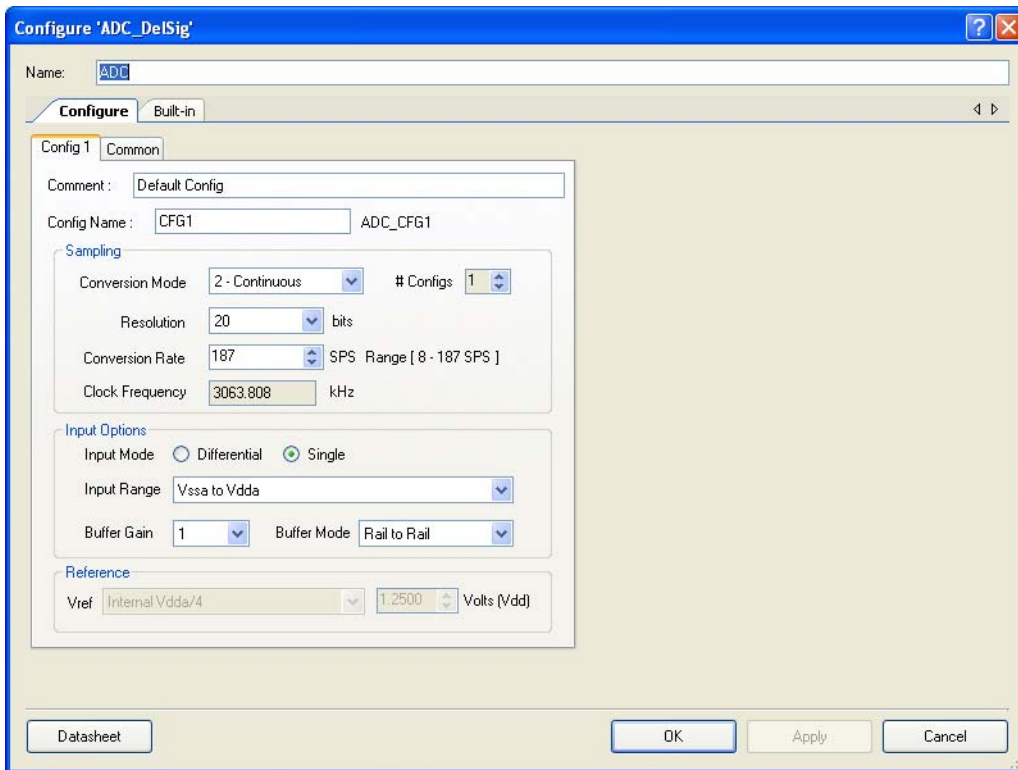 Configure 'ADC_DelSig'
Name: ADC
Configure Built-in
Config 1 Common
Comment : Default Config
Config Name : CFG1 ADC_CFG1
Sampling
Conversion Mode 2 - Continuous # Configs 1
Resolution 20 bits
Conversion Rate 187 SPS Range [ 8 - 187 SPS ]
Clock Frequency 3063.808 kHz
Input Options
Input Mode Differential Single
Input Range Vssa to Vdda
Buffer Gain 1 Buffer Mode Rail to Rail
Reference
Vref Internal Vdda/4 1.2500 Volts (Vdd)
Datasheet OK Apply Cancel